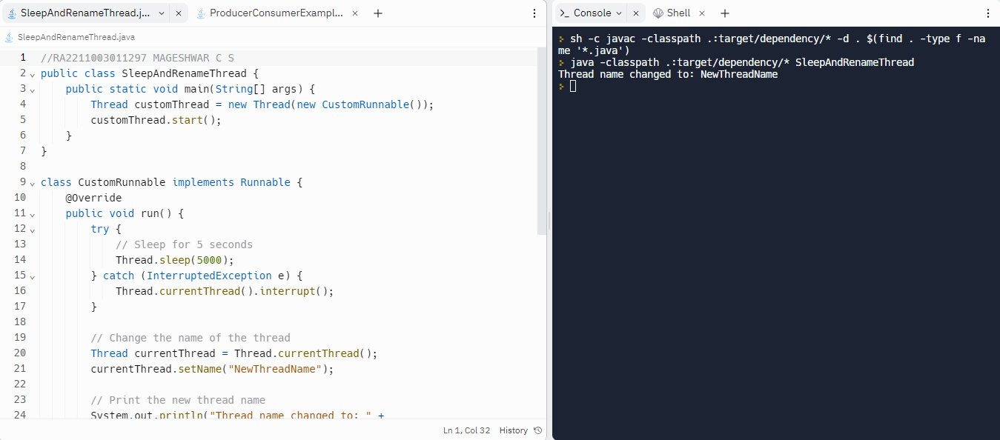 SleepAndRenameThread.j...
ProducerConsumerExampl...
SleepAndRenameThread.java
1 //RA2211003011297 MAGESHWAR C S
2 public class SleepAndRenameThread {
3     public static void main(String[] args) {
4         Thread customThread = new Thread(new CustomRunnable());
5         customThread.start();
6     }
7 }
8
9 class CustomRunnable implements Runnable {
10     @Override
11     public void run() {
12         try {
13             // Sleep for 5 seconds
14             Thread.sleep(5000);
15         } catch (InterruptedException e) {
16             Thread.currentThread().interrupt();
17         }
18
19         // Change the name of the thread
20         Thread currentThread = Thread.currentThread();
21         currentThread.setName("NewThreadName");
22
23         // Print the new thread name
24         System.out.println("Thread name changed to: " +
Ln 1, Col 32 History
Console
Shell
sh -c javac -classpath .:target/dependency/* -d . $(find . -type f -na
me '*.java')
java -classpath .:target/dependency/* SleepAndRenameThread
Thread name changed to: NewThreadName